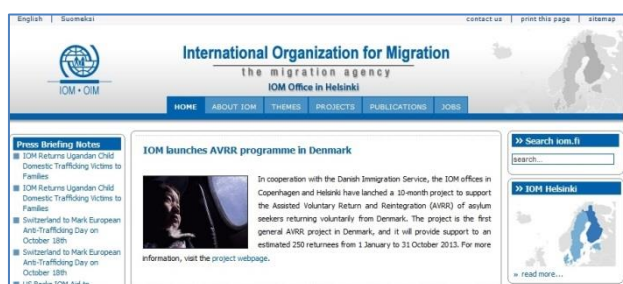 English | Suomeksi
contact us | print this page | sitemap
International Organization for Migration
the migration agency
IOM Office in Helsinki
IOM • OIM
HOME ABOUT IOM THEMES PROJECTS PUBLICATIONS JOBS
Press Briefing Notes
IOM Returns Ugandan Child
Domestic Trafficking Victims to
Families
IOM Returns Ugandan Child
Domestic Trafficking Victims to
Families
Switzerland to Mark European
Anti-Trafficking Day on
October 18th
Switzerland to Mark European
Anti-Trafficking Day on
October 18th
US Backs IOM Aid to
IOM launches AVRR programme in Denmark
In cooperation with the Danish Immigration Service, the IOM offices in
Copenhagen and Helsinki have lanched a 10-month project to support
the Assisted Voluntary Return and Reintegration (AVRR) of asylum
seekers returning voluntarily from Denmark. The project is the first
general AVRR project in Denmark, and it will provide support to an
estimated 250 returnees from 1 January to 31 October 2013. For more
information, visit the project webpage.
» Search iom.fi
search...
» IOM Helsinki
» read more...